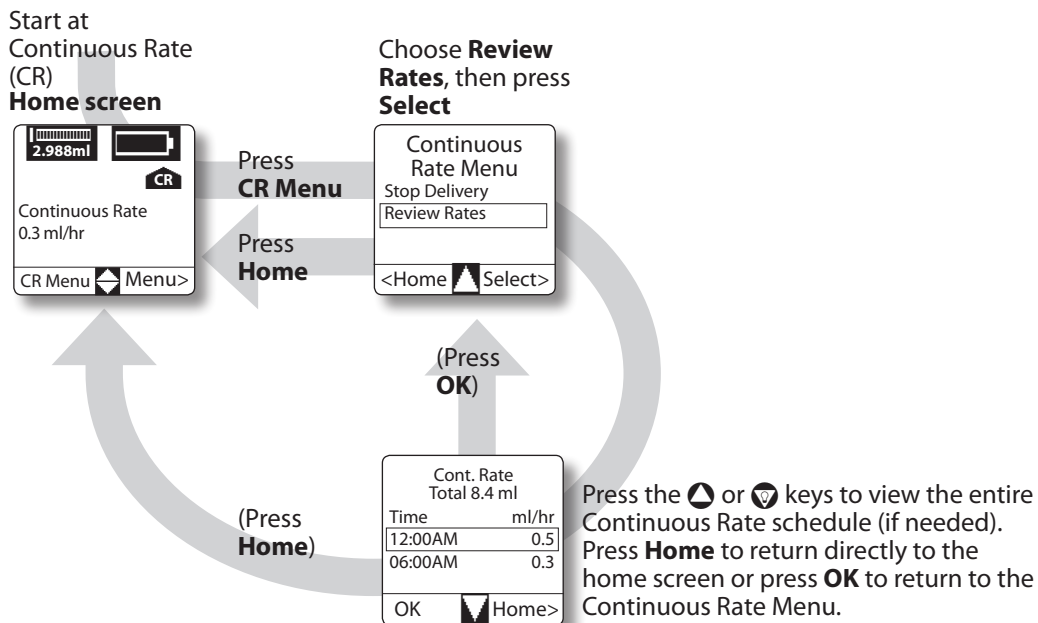 Start at
Continuous Rate
(CR)
Home screen
2.988ml
CR
Continuous Rate
0.3 ml/hr
CR Menu Menu>
Press
CR Menu
Press
Home
Choose Review
Rates, then press
Select
Continuous
Rate Menu
Stop Delivery
Review Rates
<Home Select>
(Press
OK)
(Press
Home)
Cont. Rate
Total 8.4 ml
Time ml/hr
12:00AM 0.5
06:00AM 0.3
OK Home>
Press the or keys to view the entire
Continuous Rate schedule (if needed).
Press Home to return directly to the
home screen or press OK to return to the
Continuous Rate Menu.